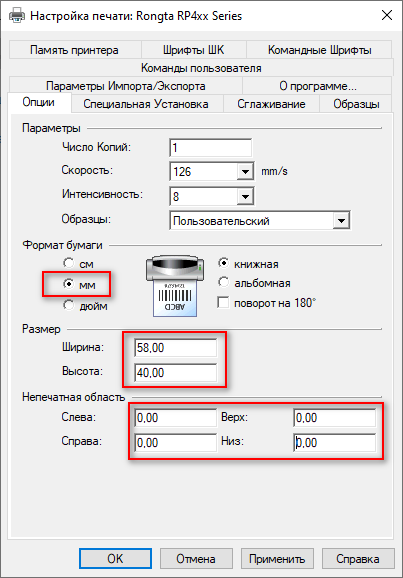 Настройка печати: Rongta RP4xx Series
Память принтера Шрифты ШК Командные Шрифты
Команды пользователя
Параметры Импорта/Экспорта О программе...
Опции Специальная Установка Сглаживание Образцы
Параметры
Число Копий: 1
Скорость: 126 mm/s
Интенсивность: 8
Образцы: Пользовательский
Формат бумаги
см книжная
мм альбомная
дюйм поворот на 180°
ABCD
Размер
Ширина: 58,00
Высота: 40,00
Непечатная область
Слева: 0,00 Верх: 0,00
Справа: 0,00 Низ: 0,00
OK Отмена Применить Справка